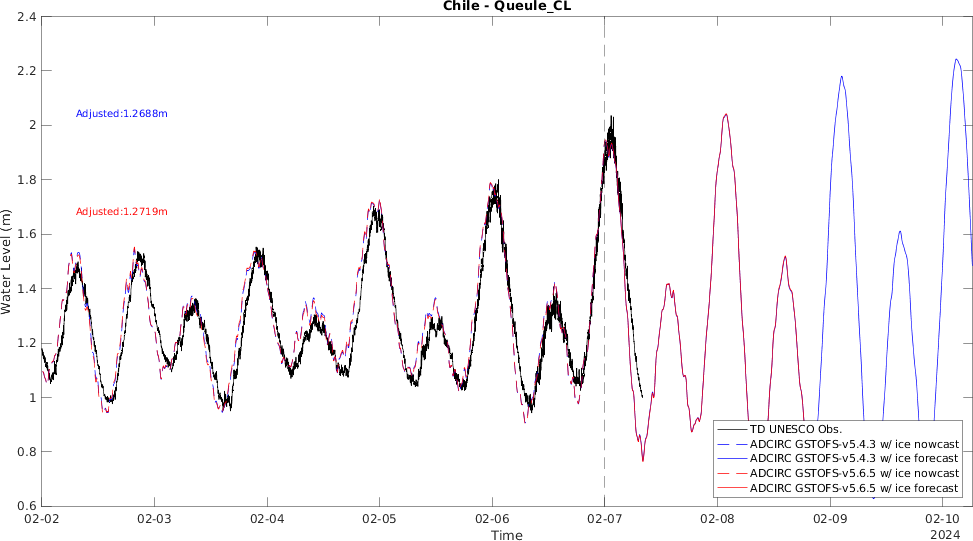 Chile - Queule_CL
2.4
2.2
2
1.8
1.6
1.4
1.2
1
0.8
0.6
Water Level (m)
Adjusted:1.2688m
Adjusted:1.2719m
TD UNESCO Obs.
ADCIRC GSTOFS-v5.4.3 w/ ice nowcast
ADCIRC GSTOFS-v5.4.3 w/ ice forecast
ADCIRC GSTOFS-v5.6.5 w/ ice nowcast
ADCIRC GSTOFS-v5.6.5 w/ ice forecast
02-02 02-03 02-04 02-05 02-06 02-07 02-08 02-09 02-10
Time
2024